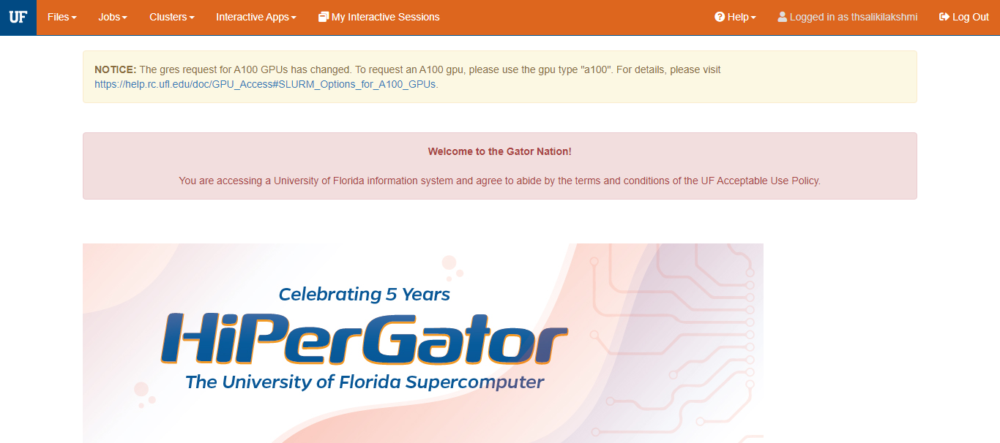 UF Files Jobs Clusters Interactive Apps My Interactive Sessions Help Logged in as thsalikilakshmi Log Out
NOTICE: The gres request for A100 GPUs has changed. To request an A100 gpu, please use the gpu type "a100". For details, please visit
https://help.rc.ufl.edu/doc/GPU_Access#SLURM_Options_for_A100_GPUs.
Welcome to the Gator Nation!
You are accessing a University of Florida information system and agree to abide by the terms and conditions of the UF Acceptable Use Policy.
Celebrating 5 Years
HiPerGator
The University of Florida Supercomputer